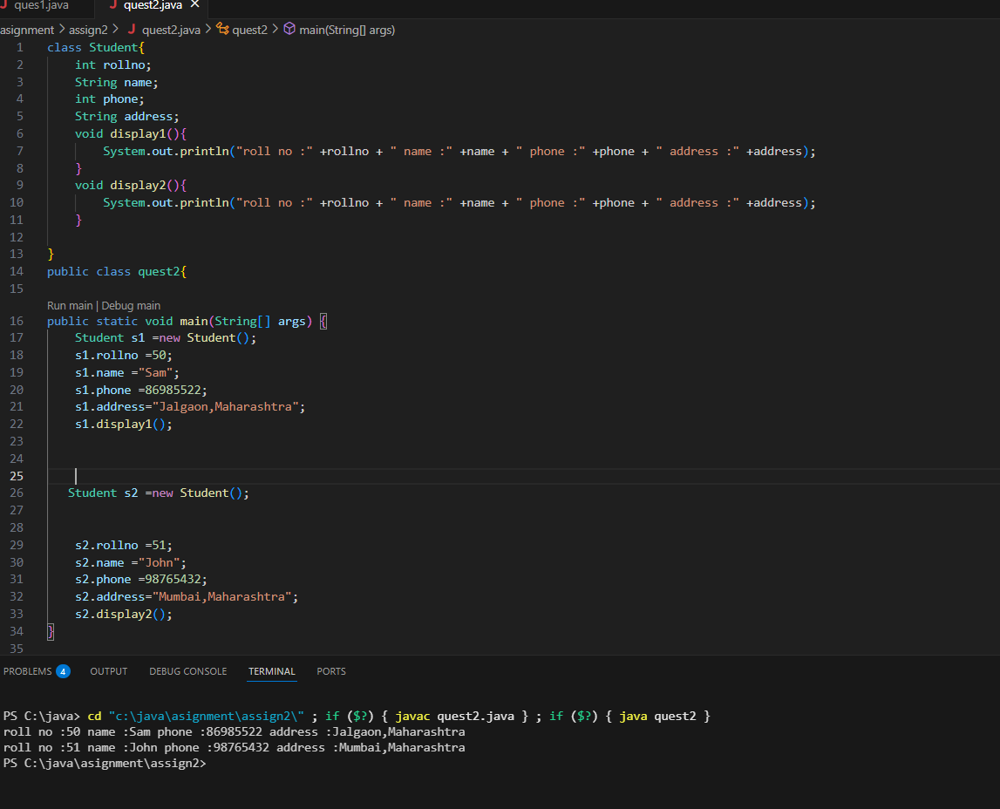 ques1.java quest2.java
asignment > assign2 > quest2.java > quest2 > main(String[] args)
1 class Student{
2 int rollno;
3 String name;
4 int phone;
5 String address;
6 void display1(){
7 System.out.println("roll no :" +rollno + " name :" +name + " phone :" +phone + " address :" +address);
8 }
9 void display2(){
10 System.out.println("roll no :" +rollno + " name :" +name + " phone :" +phone + " address :" +address);
11 }
12
13 }
14 public class quest2{
15
Run main | Debug main
16 public static void main(String[] args) {
17 Student s1 =new Student();
18 s1.rollno =50;
19 s1.name ="Sam";
20 s1.phone =86985522;
21 s1.address="Jalgaon,Maharashtra";
22 s1.display1();
23
24
25
26 Student s2 =new Student();
27
28
29 s2.rollno =51;
30 s2.name ="John";
31 s2.phone =98765432;
32 s2.address="Mumbai,Maharashtra";
33 s2.display2();
34 }
35
PROBLEMS 4 OUTPUT DEBUG CONSOLE TERMINAL PORTS
PS C:\java> cd "c:\java\asignment\assign2\" ; if ($?) { javac quest2.java } ; if ($?) { java quest2 }
roll no :50 name :Sam phone :86985522 address :Jalgaon,Maharashtra
roll no :51 name :John phone :98765432 address :Mumbai,Maharashtra
PS C:\java\asignment\assign2>